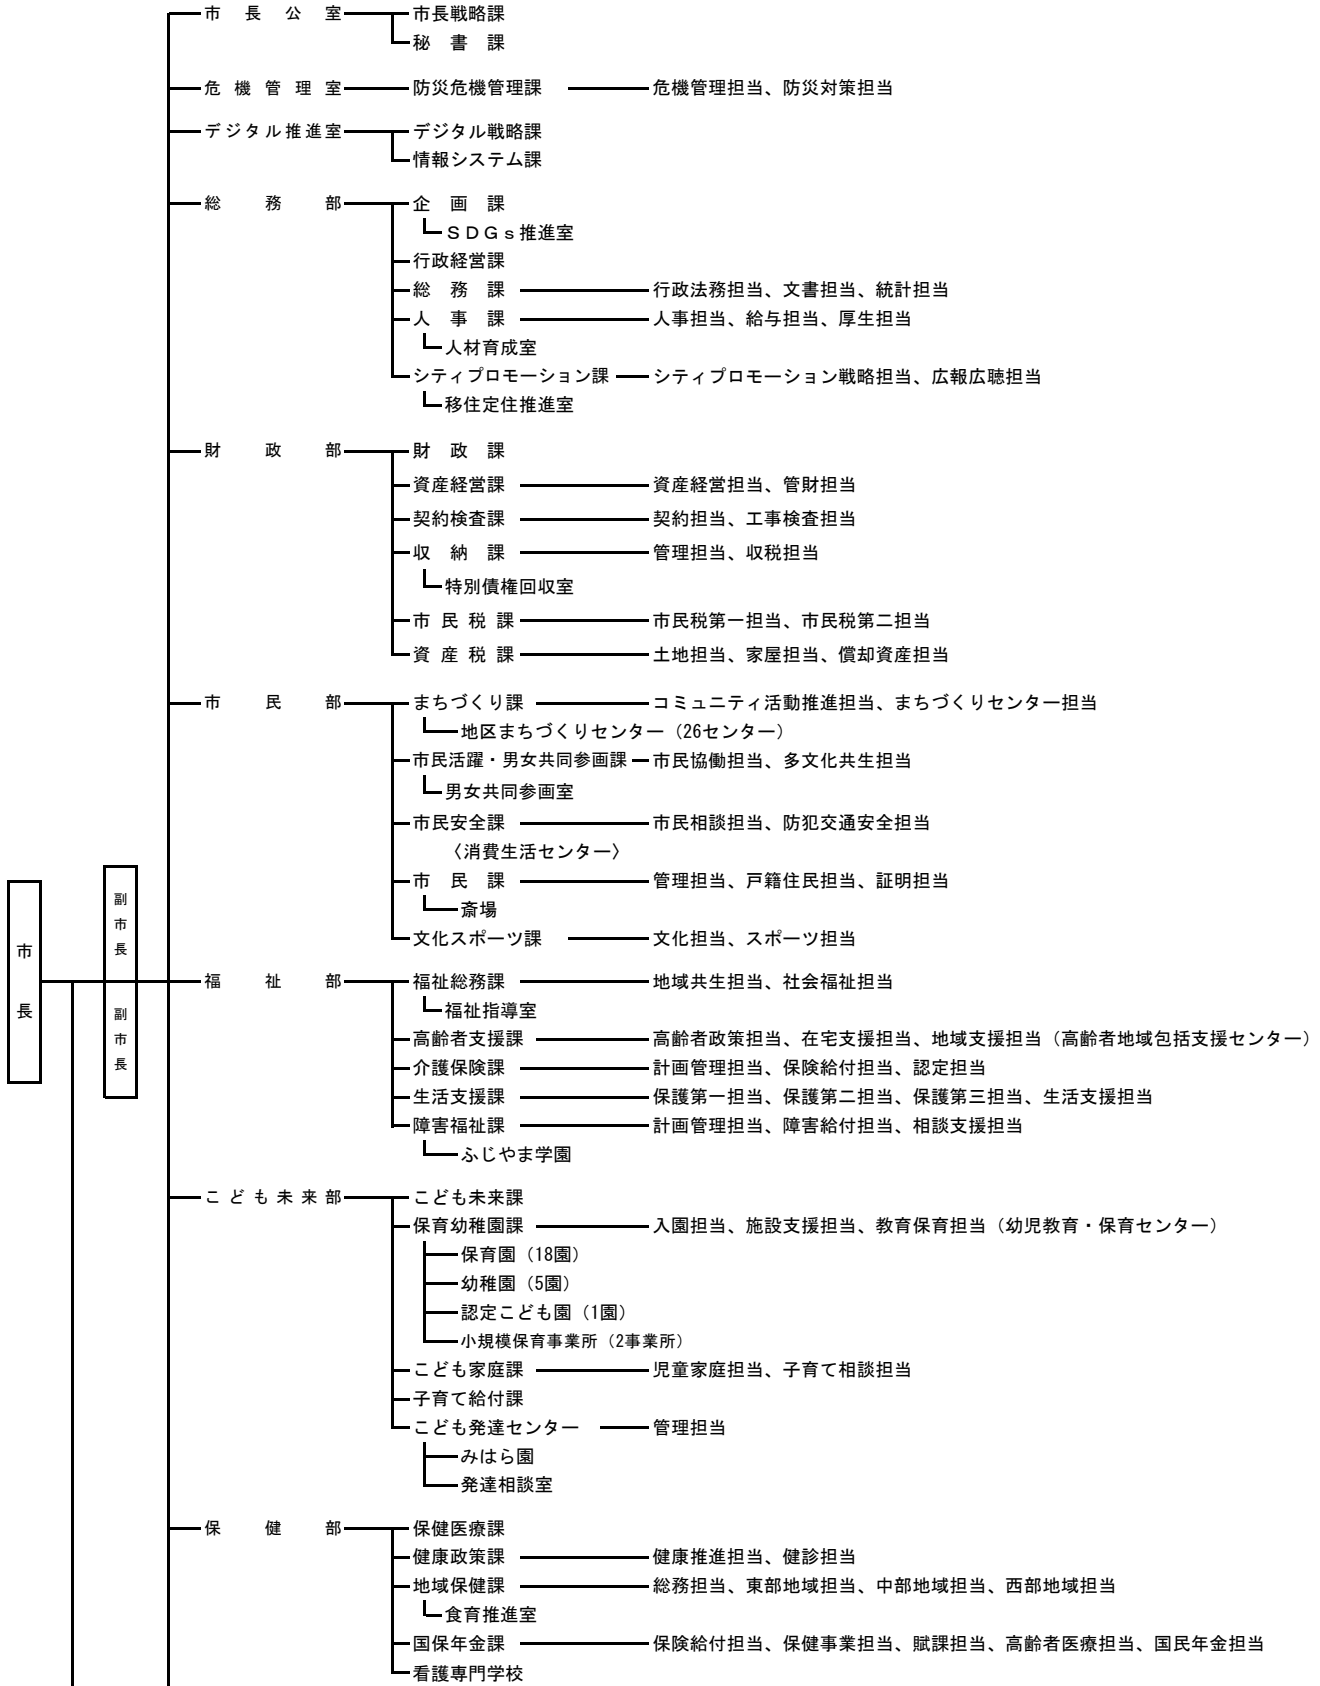 市長公室 市長戦略課
秘書課
危機管理室 防災危機管理課 危機管理担当、防災対策担当
デジタル推進室 デジタル戦略課
情報システム課
総務部 企画課
ＳＤＧｓ推進室
行政経営課
総務課 行政法務担当、文書担当、統計担当
人事課 人事担当、給与担当、厚生担当
人材育成室
シティプロモーション課 シティプロモーション戦略担当、広報広聴担当
移住定住推進室
財政部 財政課
資産経営課 資産経営担当、管財担当
契約検査課 契約担当、工事検査担当
収納課 管理担当、収税担当
特別債権回収室
市民税課 市民税第一担当、市民税第二担当
資産税課 土地担当、家屋担当、償却資産担当
市民部 まちづくり課 コミュニティ活動推進担当、まちづくりセンター担当
地区まちづくりセンター（26センター）
市民活躍・男女共同参画課 市民協働担当、多文化共生担当
男女共同参画室
市民安全課 市民相談担当、防犯交通安全担当
〈消費生活センター〉
市民課 管理担当、戸籍住民担当、証明担当
斎場
文化スポーツ課 文化担当、スポーツ担当
市長
副市長
副市長
福祉部 福祉総務課 地域共生担当、社会福祉担当
福祉指導室
高齢者支援課 高齢者政策担当、在宅支援担当、地域支援担当（高齢者地域包括支援センター）
介護保険課 計画管理担当、保険給付担当、認定担当
生活支援課 保護第一担当、保護第二担当、保護第三担当、生活支援担当
障害福祉課 計画管理担当、障害給付担当、相談支援担当
ふじやま学園
こども未来部 こども未来課
保育幼稚園課 入園担当、施設支援担当、教育保育担当（幼児教育・保育センター）
保育園（18園）
幼稚園（5園）
認定こども園（1園）
小規模保育事業所（2事業所）
こども家庭課 児童家庭担当、子育て相談担当
子育て給付課
こども発達センター 管理担当
みはら園
発達相談室
保健部 保健医療課
健康政策課 健康推進担当、健診担当
地域保健課 総務担当、東部地域担当、中部地域担当、西部地域担当
食育推進室
国保年金課 保険給付担当、保健事業担当、賦課担当、高齢者医療担当、国民年金担当
看護専門学校